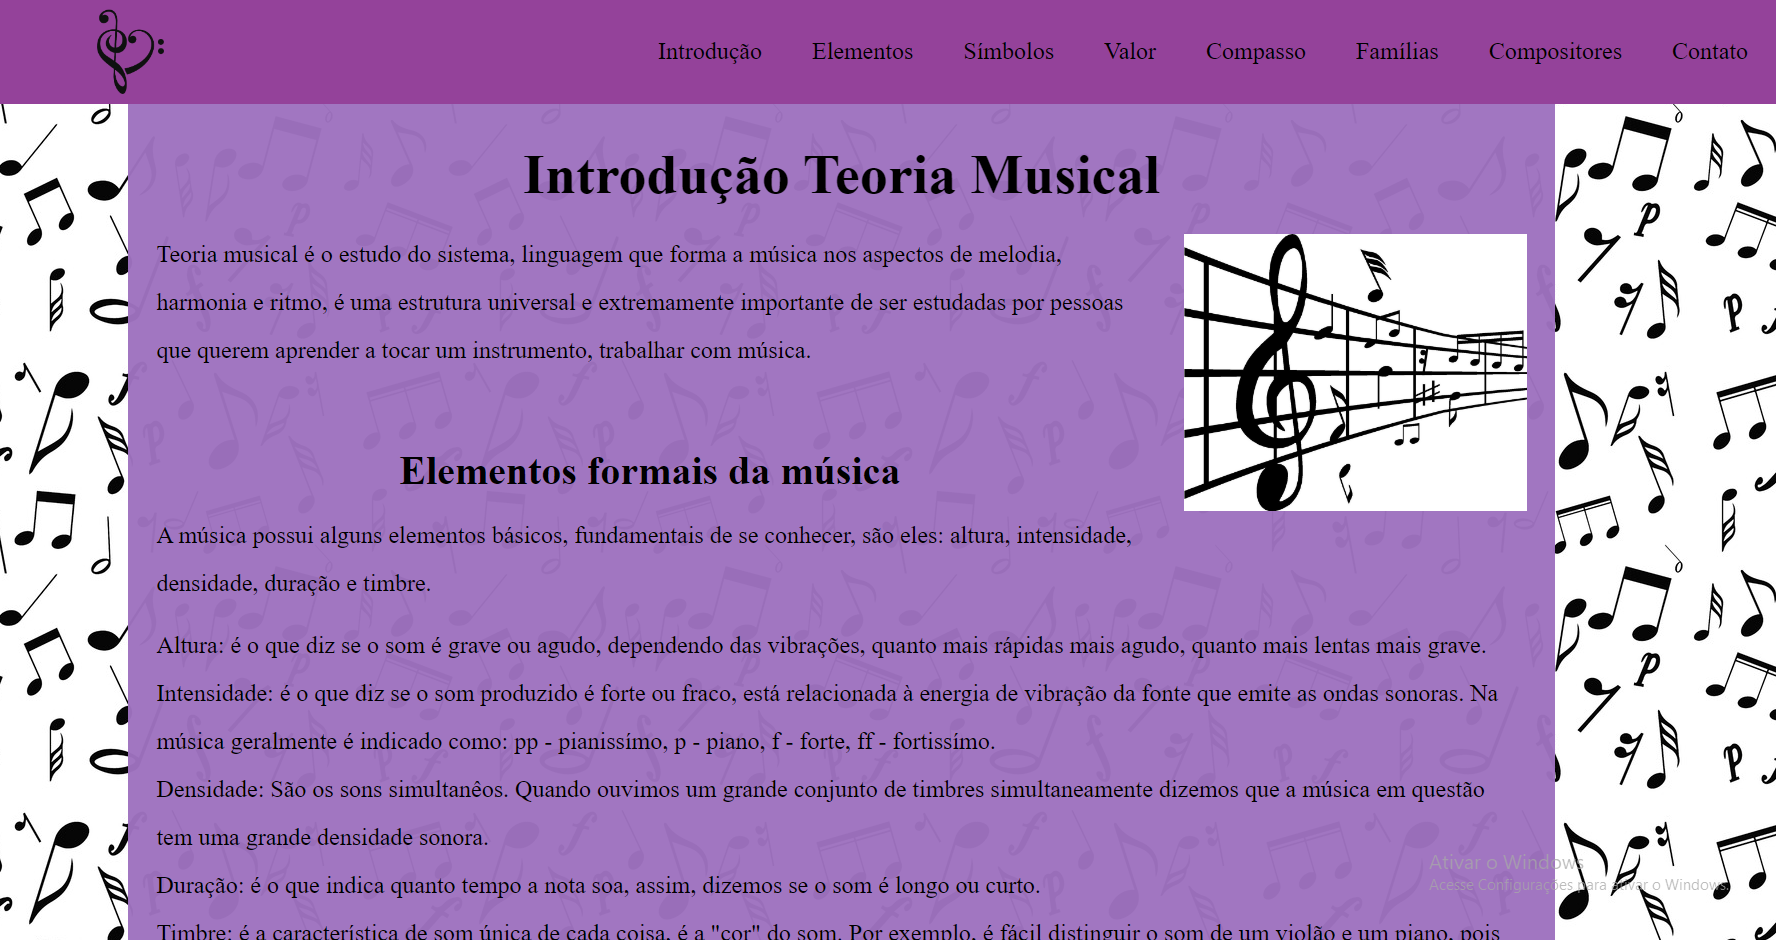 Introdução Elementos Símbolos Valor Compasso Famílias Compositores Contato
Introdução Teoria Musical
Teoria musical é o estudo do sistema, linguagem que forma a música nos aspectos de melodia,
harmonia e ritmo, é uma estrutura universal e extremamente importante de ser estudadas por pessoas
que querem aprender a tocar um instrumento, trabalhar com música.
Elementos formais da música
A música possui alguns elementos básicos, fundamentais de se conhecer, são eles: altura, intensidade,
densidade, duração e timbre.
Altura: é o que diz se o som é grave ou agudo, dependendo das vibrações, quanto mais rápidas mais agudo, quanto mais lentas mais grave.
Intensidade: é o que diz se o som produzido é forte ou fraco, está relacionada à energia de vibração da fonte que emite as ondas sonoras. Na
música geralmente é indicado como: pp - pianissímo, p - piano, f - forte, ff - fortissímo.
Densidade: São os sons simultanêos. Quando ouvimos um grande conjunto de timbres simultaneamente dizemos que a música em questão
tem uma grande densidade sonora.
Duração: é o que indica quanto tempo a nota soa, assim, dizemos se o som é longo ou curto.
Timbre: é a característica de som única de cada coisa, é a "cor" do som. Por exemplo, é fácil distinguir o som de um violão e um piano, pois
Ativar o Windows
Acesse Configurações para ativar o Windows.